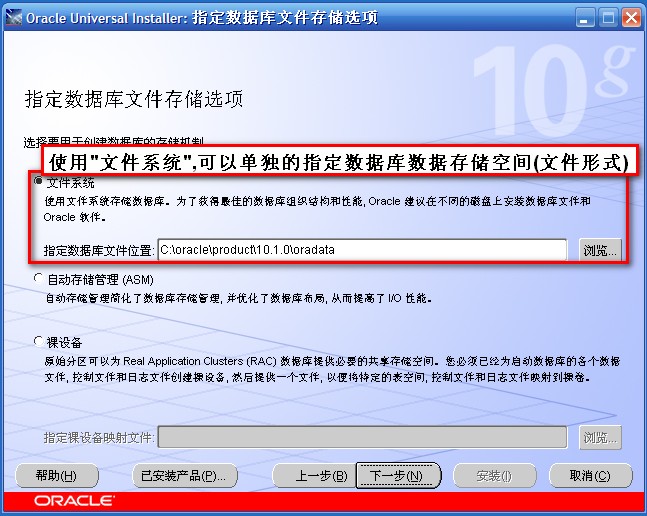 Oracle Universal Installer: 指定数据库文件存储选项
10g
指定数据库文件存储选项
选择要用于创建数据库的存储机制
使用"文件系统",可以单独的指定数据库数据存储空间(文件形式)
文件系统
使用文件系统存储数据库。为了获得最佳的数据库组织结构和性能, Oracle 建议在不同的磁盘上安装数据库文件和
Oracle 软件。
指定数据库文件位置: C:\oracle\product\10.1.0\oradata 浏览...
自动存储管理 (ASM)
自动存储管理简化了数据库存储管理, 并优化了数据库布局, 从而提高了 I/O 性能。
裸设备
原始分区可以为 Real Application Clusters (RAC) 数据库提供必要的共享存储空间。您必须已经为启动数据库的各个数据
文件, 控制文件和日志文件创建裸设备, 然后提供一个文件, 以便将特定的表空间, 控制文件和日志文件映射到裸卷。
指定裸设备映射文件: 浏览...
帮助(H) 已安装产品(P)... 上一步(B) 下一步(N) 安装(I) 取消(C)
ORACLE